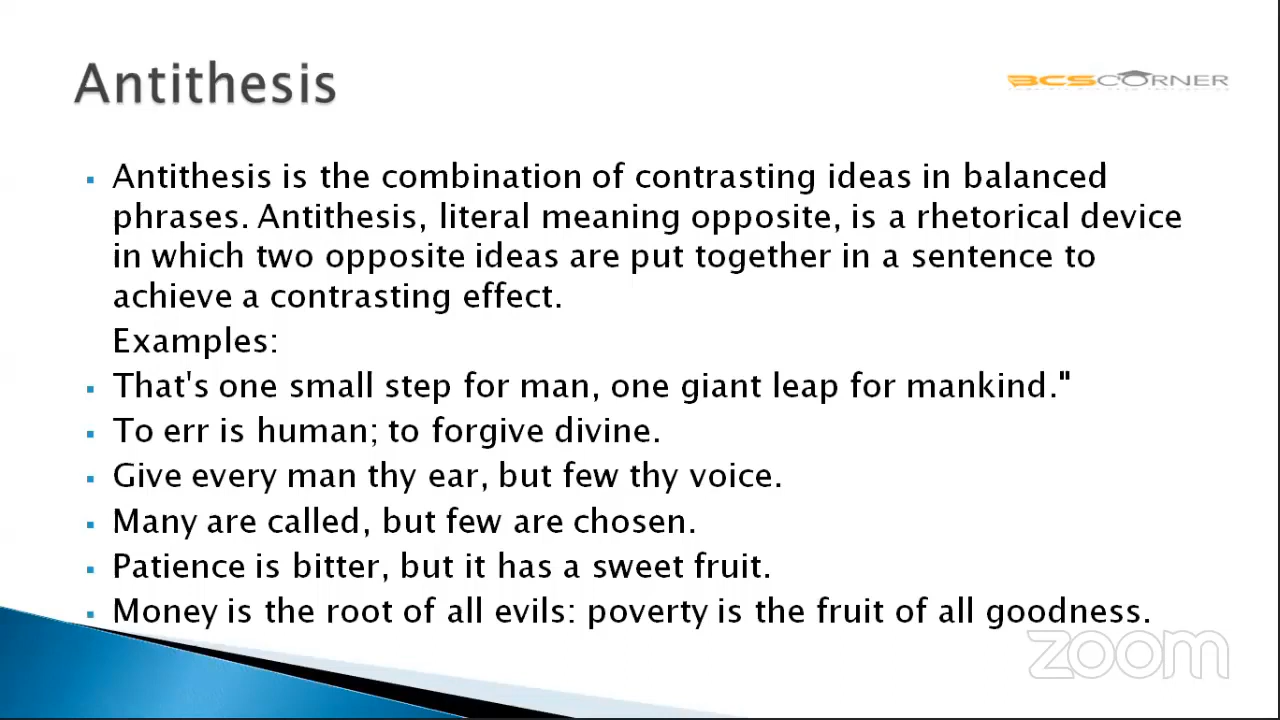 Antithesis
BCSCORNER
Antithesis is the combination of contrasting ideas in balanced
phrases. Antithesis, literal meaning opposite, is a rhetorical device
in which two opposite ideas are put together in a sentence to
achieve a contrasting effect.
Examples:
That's one small step for man, one giant leap for mankind."
To err is human; to forgive divine.
Give every man thy ear, but few thy voice.
Many are called, but few are chosen.
Patience is bitter, but it has a sweet fruit.
Money is the root of all evils: poverty is the fruit of all goodness.
zoom